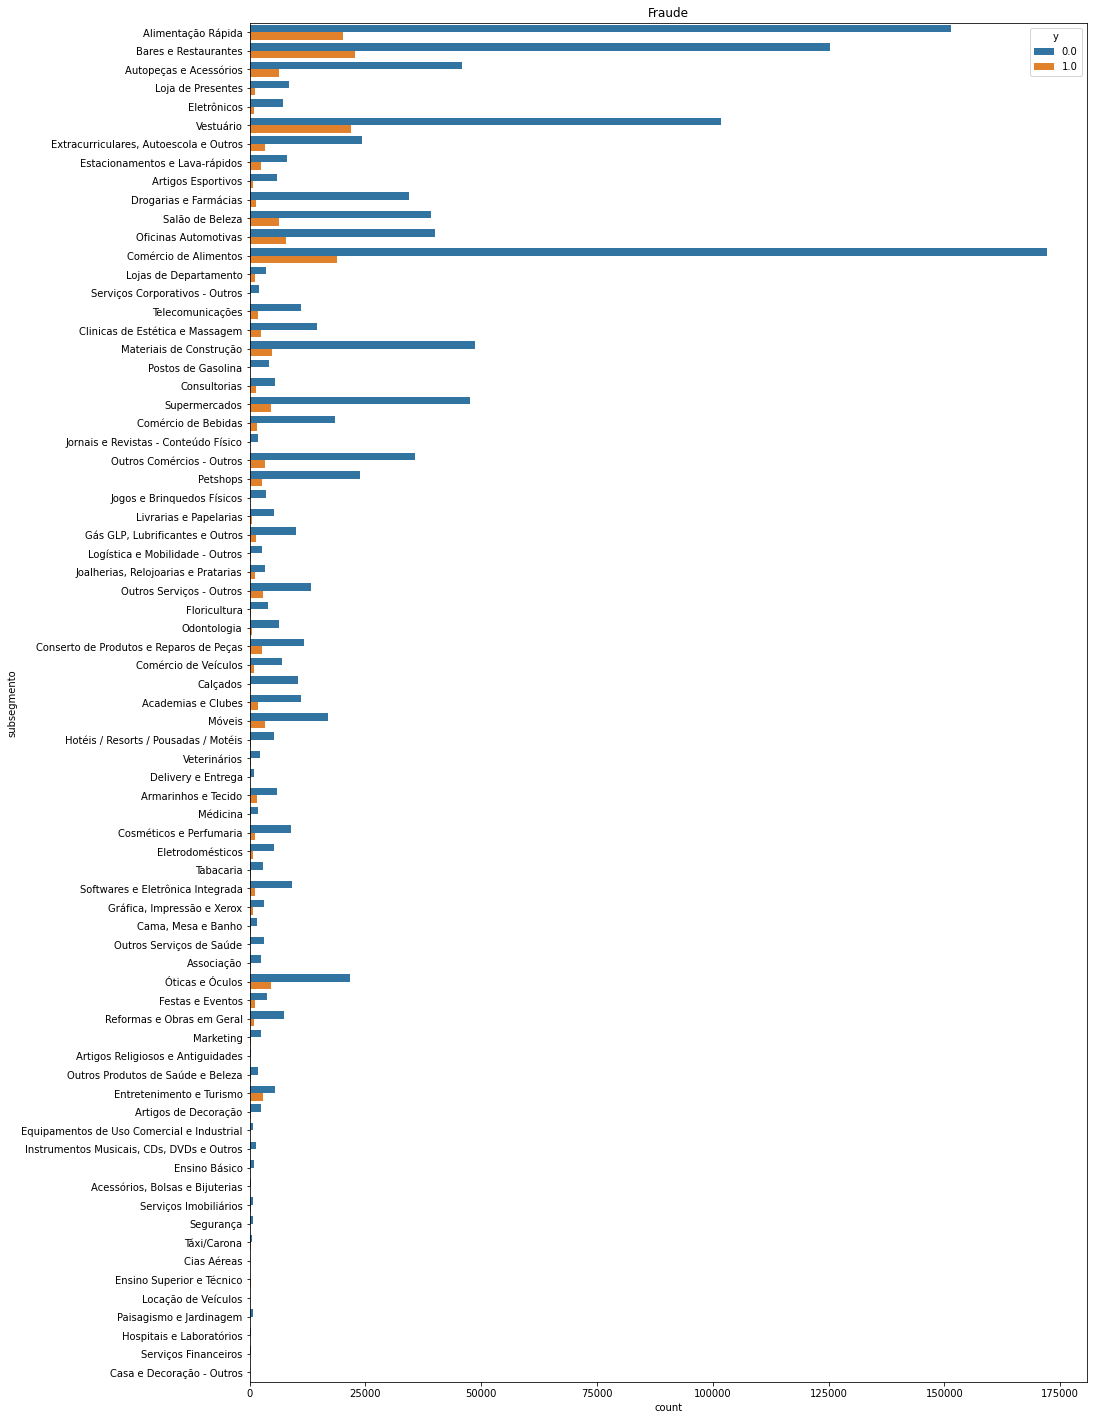 Fraude
y
0.0
1.0
subsegmento
Alimentação Rápida
Bares e Restaurantes
Autopeças e Acessórios
Loja de Presentes
Eletrônicos
Vestuário
Extracurriculares, Autoescola e Outros
Estacionamentos e Lava-rápidos
Artigos Esportivos
Drogarias e Farmácias
Salão de Beleza
Oficinas Automotivas
Comércio de Alimentos
Lojas de Departamento
Serviços Corporativos - Outros
Telecomunicações
Clinicas de Estética e Massagem
Materiais de Construção
Postos de Gasolina
Consultorias
Supermercados
Comércio de Bebidas
Jornais e Revistas - Conteúdo Físico
Outros Comércios - Outros
Petshops
Jogos e Brinquedos Físicos
Livrarias e Papelarias
Gás GLP, Lubrificantes e Outros
Logística e Mobilidade - Outros
Joalherias, Relojoarias e Pratarias
Outros Serviços - Outros
Floricultura
Odontologia
Conserto de Produtos e Reparos de Peças
Comércio de Veículos
Calçados
Academias e Clubes
Móveis
Hotéis / Resorts / Pousadas / Motéis
Veterinários
Delivery e Entrega
Armarinhos e Tecido
Médicina
Cosméticos e Perfumaria
Eletrodomésticos
Tabacaria
Softwares e Eletrônica Integrada
Gráfica, Impressão e Xerox
Cama, Mesa e Banho
Outros Serviços de Saúde
Associação
Óticas e Óculos
Festas e Eventos
Reformas e Obras em Geral
Marketing
Artigos Religiosos e Antiguidades
Outros Produtos de Saúde e Beleza
Entretenimento e Turismo
Artigos de Decoração
Equipamentos de Uso Comercial e Industrial
Instrumentos Musicais, CDs, DVDs e Outros
Ensino Básico
Acessórios, Bolsas e Bijuterias
Serviços Imobiliários
Segurança
Táxi/Carona
Cias Aéreas
Ensino Superior e Técnico
Locação de Veículos
Paisagismo e Jardinagem
Hospitais e Laboratórios
Serviços Financeiros
Casa e Decoração - Outros
0 25000 50000 75000 100000 125000 150000 175000
count